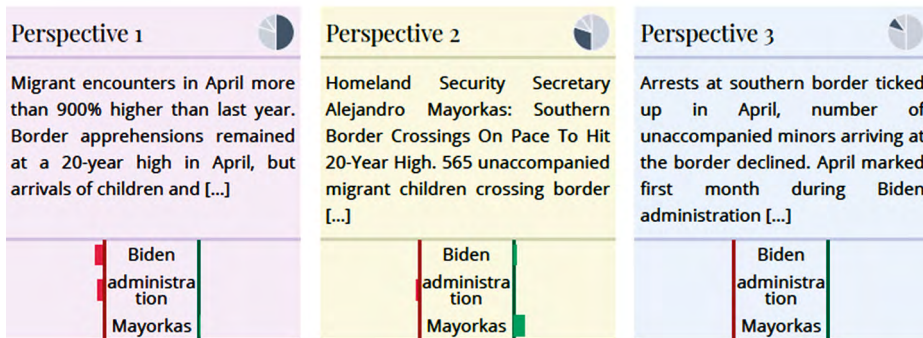 Perspective 1
Migrant encounters in April more
than 900% higher than last year.
Border apprehensions remained
at a 20-year high in April, but
arrivals of children and [...]
Biden
administra
tion
Mayorkas
Perspective 2
Homeland Security Secretary
Alejandro Mayorkas: Southern
Border Crossings On Pace To Hit
20-Year High. 565 unaccompanied
migrant children crossing border
[...]
Biden
administra
tion
Mayorkas
Perspective 3
Arrests at southern border ticked
up in April, number of
unaccompanied minors arriving at
the border declined. April marked
first month during Biden
administration [...]
Biden
administra
tion
Mayorkas